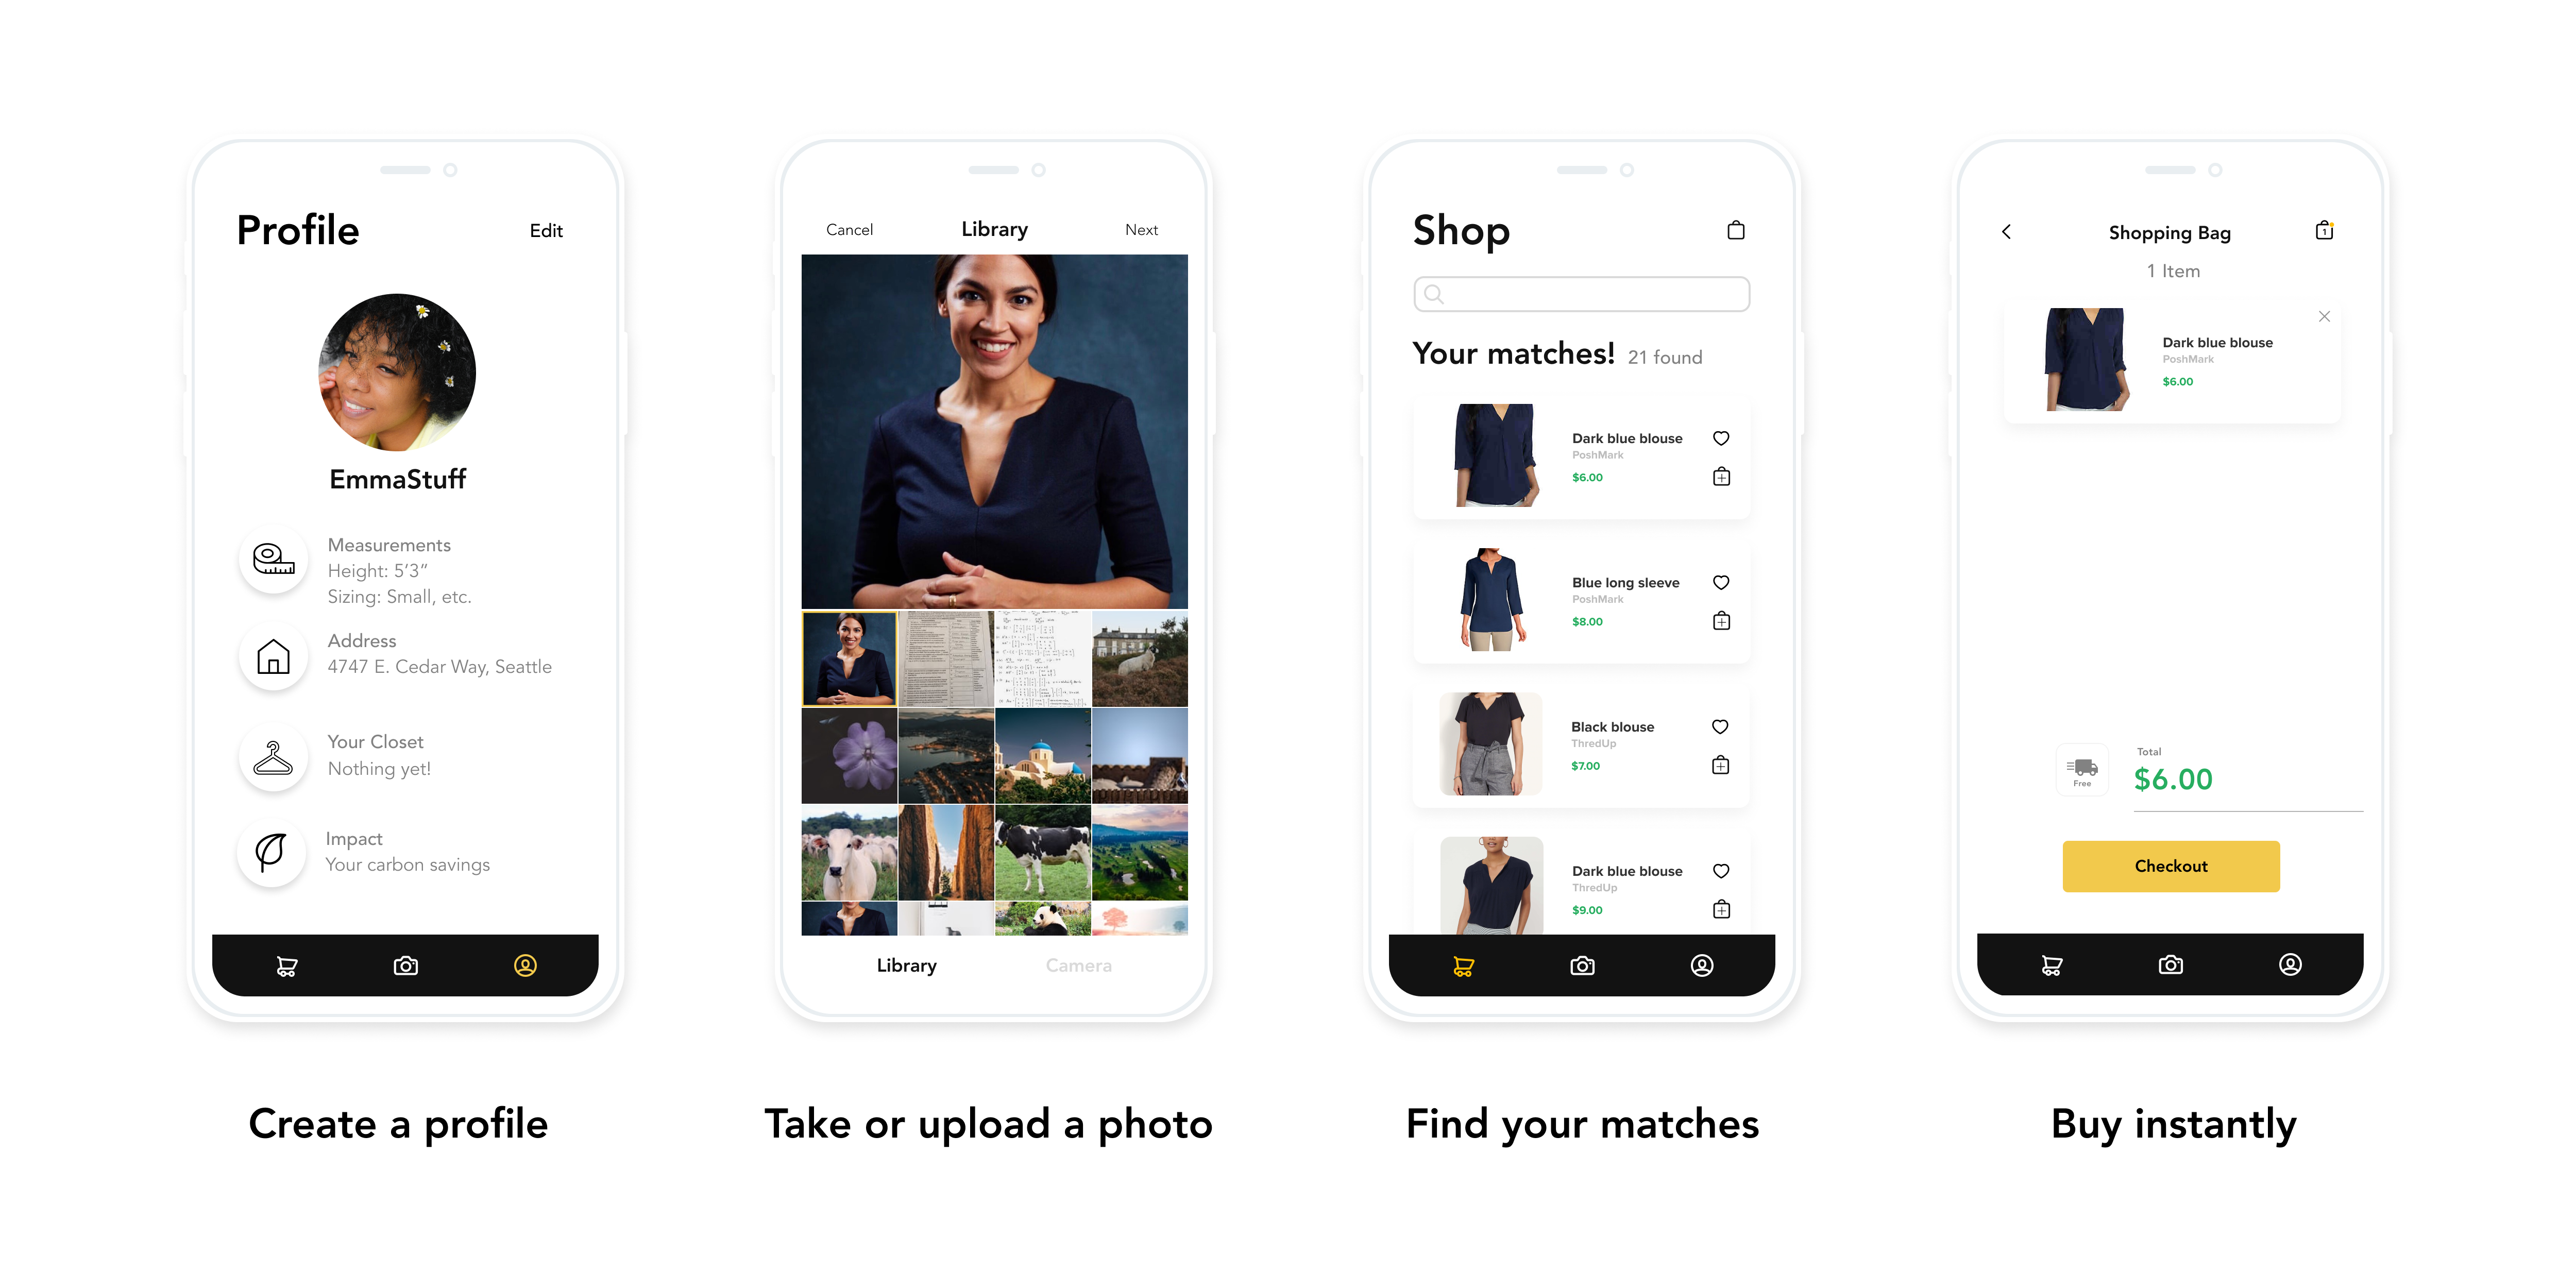 Profile
Edit
EmmaStuff
Measurements
Height: 5’3”
Sizing: Small, etc.
Address
4747 E. Cedar Way, Seattle
Your Closet
Nothing yet!
Impact
Your carbon savings
Create a profile
Cancel
Library
Next
Library
Camera
Take or upload a photo
Shop
Your matches! 21 found
Dark blue blouse
PoshMark
$6.00
Blue long sleeve
PoshMark
$8.00
Black blouse
ThredUp
$7.00
Dark blue blouse
ThredUp
$9.00
Find your matches
Shopping Bag
1
1 Item
Dark blue blouse
PoshMark
$6.00
Free
Total
$6.00
Checkout
Buy instantly